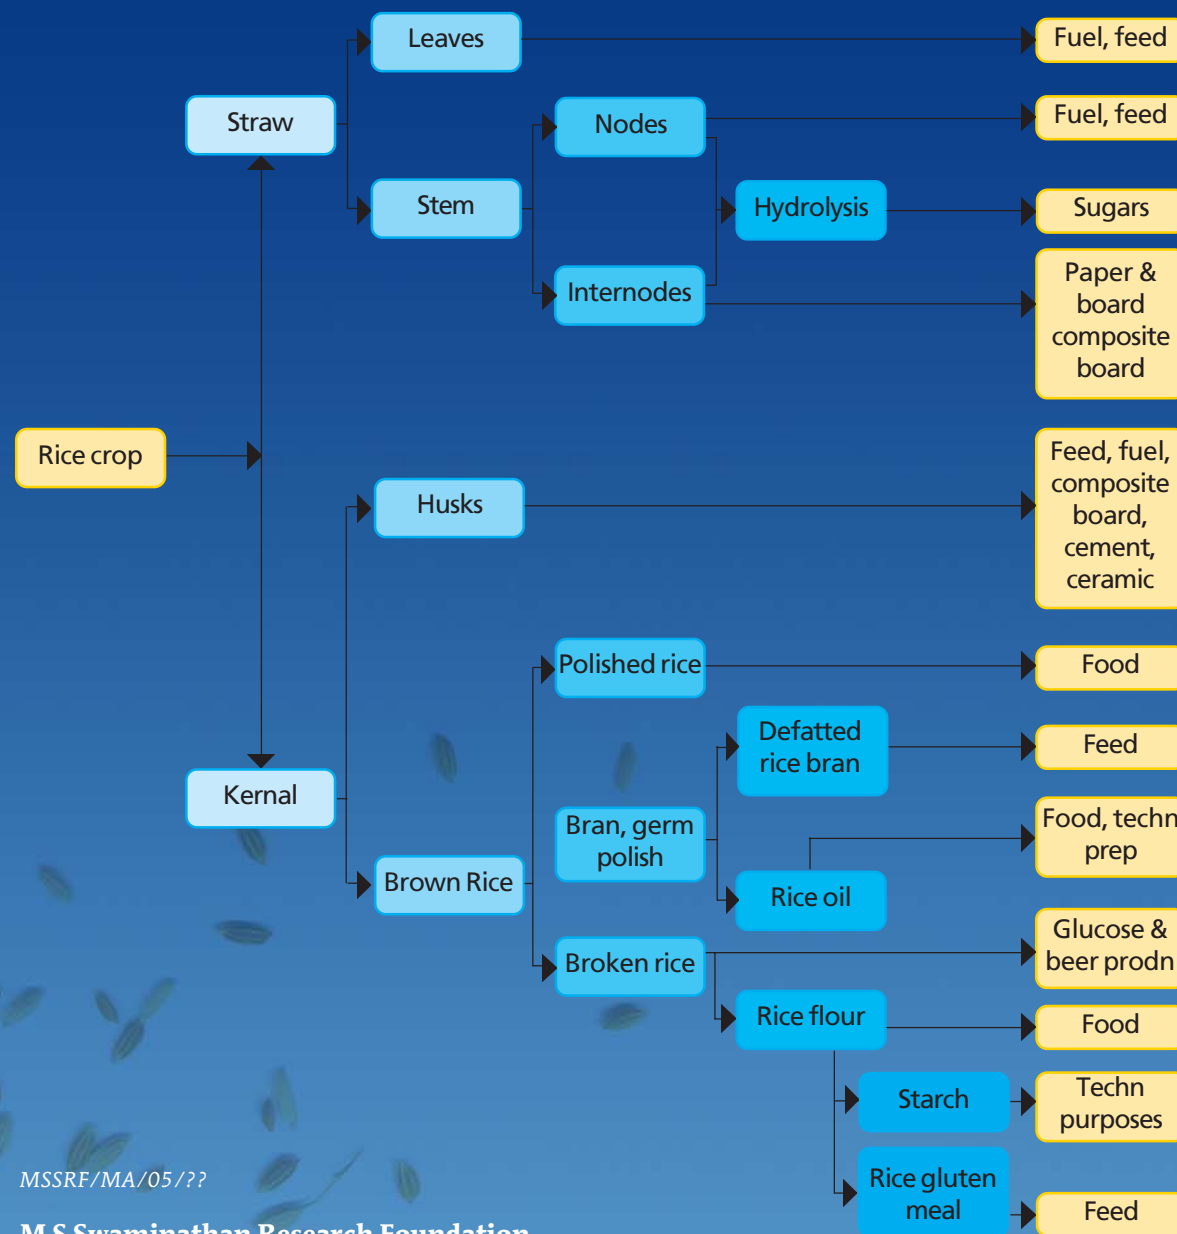 Leaves
Fuel, feed
Straw
Nodes
Fuel, feed
Stem
Hydrolysis
Sugars
Internodes
Paper &
board
composite
board
Rice crop
Husks
Feed, fuel,
composite
board,
cement,
ceramic
Polished rice
Food
Defatted
rice bran
Feed
Kernal
Bran, germ
polish
Food, techn
prep
Brown Rice
Rice oil
Broken rice
Glucose &
beer prodn
Rice flour
Food
Starch
Techn
purposes
Rice gluten
meal
Feed
MSSRF/MA/05/??
M S Swaminathan Research Foundation